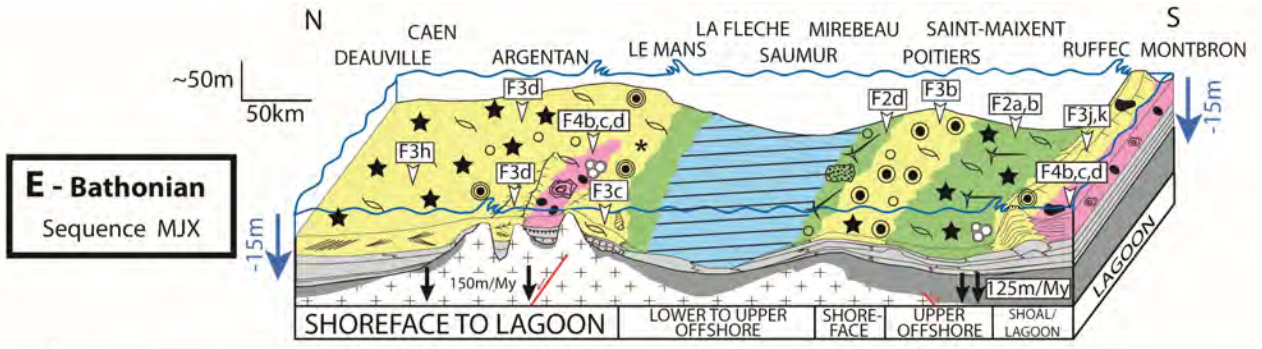 N
S
CAEN
LA FLECHE
MIREBEAU
SAINT-MAIXENT
DEAUVILLE
ARGENTAN
LE MANS
SAUMUR
POITIERS
RUFFEC
MONTBRON
~50m
50km
F3d
F3b
F2d
F2a,b
F4b,c,d
F3j,k
-15m
F3h
F3d
F3c
F4b,c,d
E - Bathonian
Sequence MJX
-15m
150m/My
125m/My
LAGOON
SHOREFACE TO LAGOON
LOWER TO UPPER
OFFSHORE
SHORE-
FACE
UPPER
OFFSHORE
SHOAL/
LAGOON